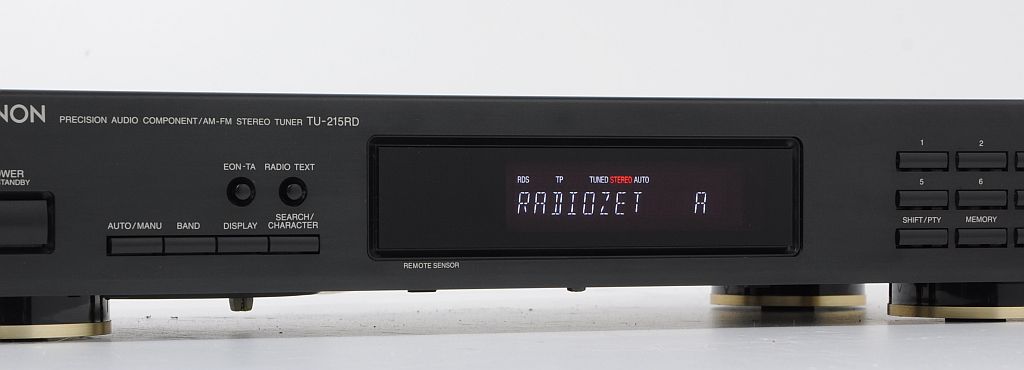 NON PRECISION AUDIO COMPONENT/AM-FM STEREO TUNER TU-215RD
OWER
STANDBY
EON-TA RADIO TEXT
AUTO/MANU BAND DISPLAY SEARCH/
CHARACTER
RDS TP TUNED STEREO AUTO
RADIOZET A
REMOTE SENSOR
1 2
5 6
SHIFT/PTY MEMORY